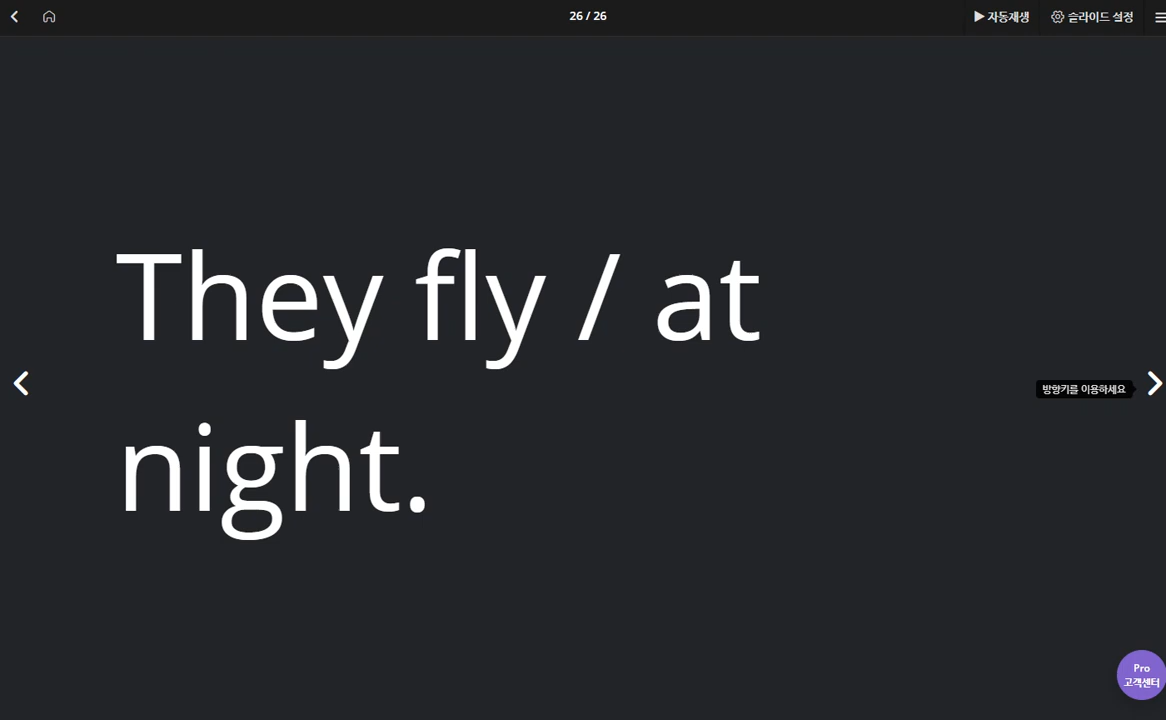 26 / 26
▶ 자동재생
슬라이드 설정
They fly / at
night.
방향키를 이용하세요
Pro
고객센터